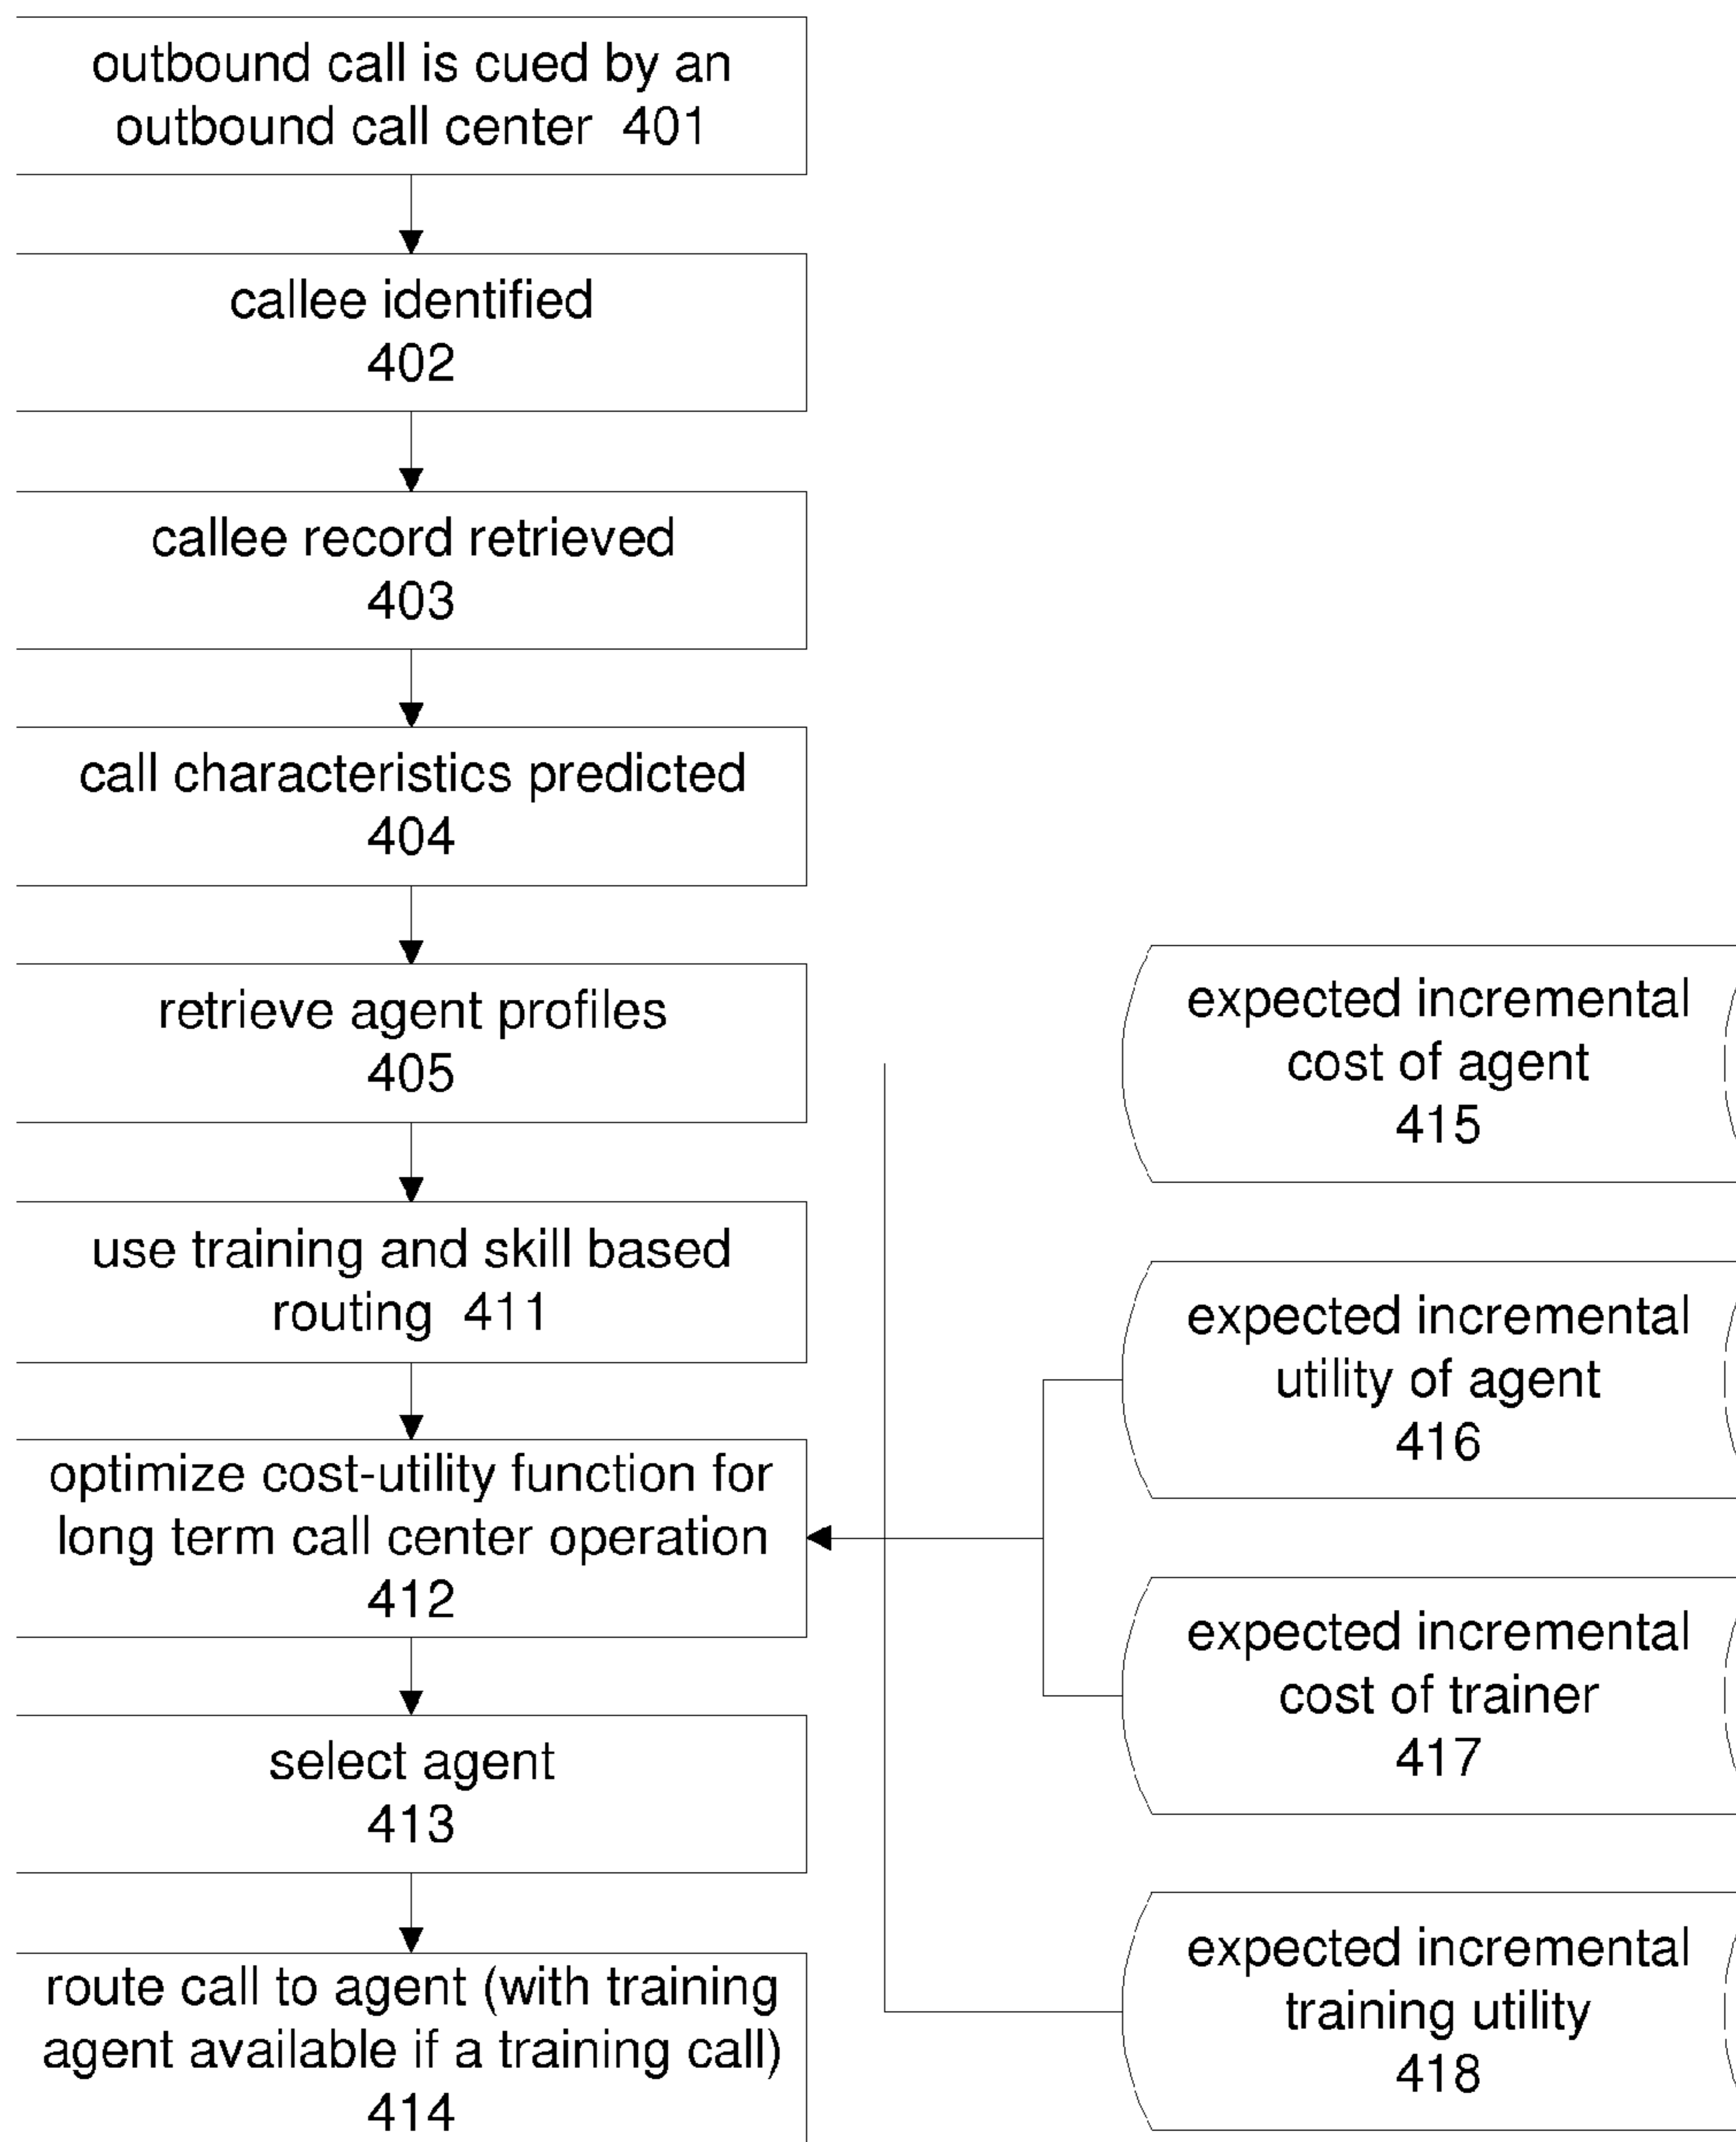 outbound call is cued by an
outbound call center 401
callee identified
402
callee record retrieved
403
call characteristics predicted
404
retrieve agent profiles
405
use training and skill based
routing 411
optimize cost-utility function for
long term call center operation
412
select agent
413
route call to agent (with training
agent available if a training call)
414
expected incremental
cost of agent
415
expected incremental
utility of agent
416
expected incremental
cost of trainer
417
expected incremental
training utility
418